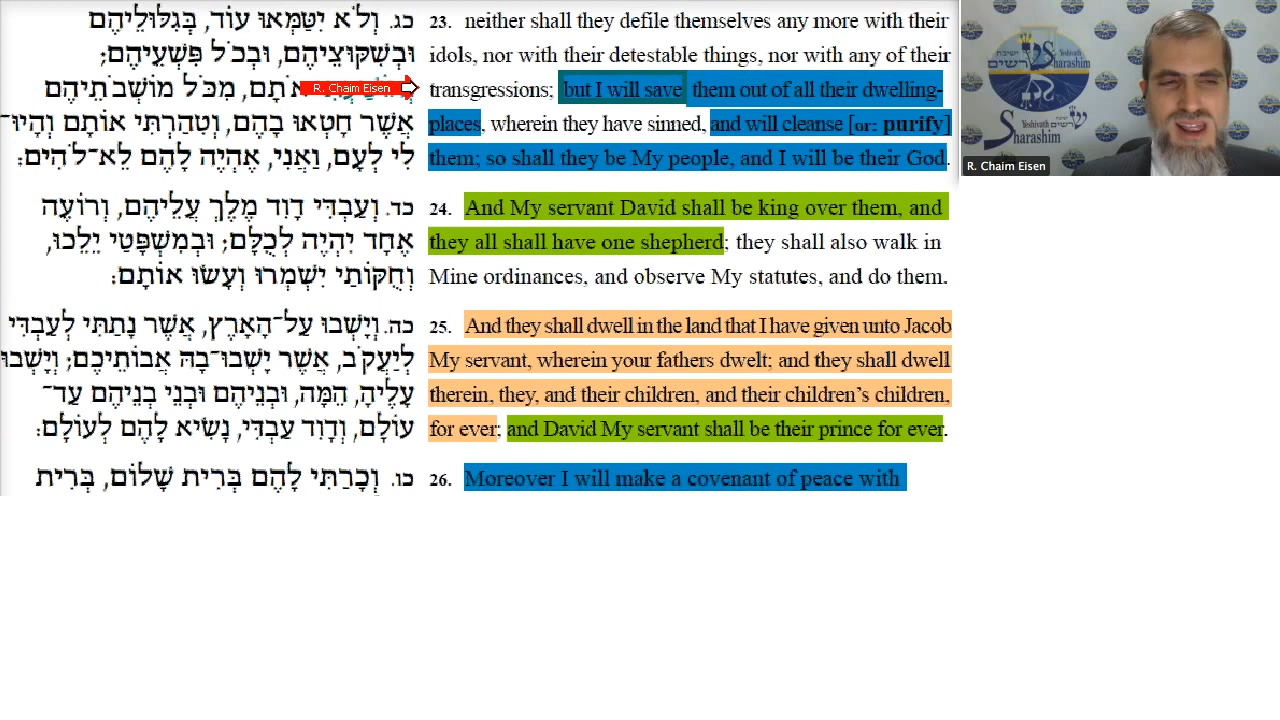 כג. וְלֹא יִטַּמְּאוּ עוֹד, בְּגִלּוּלֵיהֶם
וּבְשִׁקּוּצֵיהֶם, וּבְכֹל פִּשְׁעֵיהֶם;
אֹתָם, מִכֹּל מוֹשְׁבֹתֵיהֶם
אֲשֶׁר חָטְאוּ בָהֶם, וְטִהַרְתִּי אוֹתָם וְהָיוּ־
לִי לְעָם, וַאֲנִי, אֶהְיֶה לָהֶם לֵא־לֹהִים:
כד. וְעַבְדִּי דָוִד מֶלֶךְ עֲלֵיהֶם, וְרוֹעֶה
אֶחָד יִהְיֶה לְכֻלָּם; וּבְמִשְׁפָּטַי יֵלֵכוּ,
וְחֻקּוֹתַי יִשְׁמְרוּ וְעָשׂוּ אוֹתָם:
כה. וְיָשְׁבוּ עַל־הָאָרֶץ, אֲשֶׁר נָתַתִּי לְעַבְדִּי
לְיַעֲקֹב, אֲשֶׁר יָשְׁבוּ־בָהּ אֲבוֹתֵיכֶם; וְיָשְׁבוּ
עָלֶיהָ, הֵמָּה, וּבְנֵיהֶם וּבְנֵי בְנֵיהֶם עַד־
עוֹלָם, וְדָוִד עַבְדִּי, נָשִׂיא לָהֶם לְעוֹלָם:
כו. וְכָרַתִּי לָהֶם בְּרִית שָׁלוֹם, בְּרִית
R. Chaim Eisen
23. neither shall they defile themselves any more with their
idols, nor with their detestable things, nor with any of their
transgressions; but I will save them out of all their dwelling-
places, wherein they have sinned, and will cleanse [or: purify]
them; so shall they be My people, and I will be their God.
24. And My servant David shall be king over them, and
they all shall have one shepherd; they shall also walk in
Mine ordinances, and observe My statutes, and do them.
25. And they shall dwell in the land that I have given unto Jacob
My servant, wherein your fathers dwelt; and they shall dwell
therein, they, and their children, and their children's children,
for ever; and David My servant shall be their prince for ever.
26. Moreover I will make a covenant of peace with
Yeshivath
Sharashim
ישיבת
שרשים
Yeshivath
Sharashim
R. Chaim Eisen